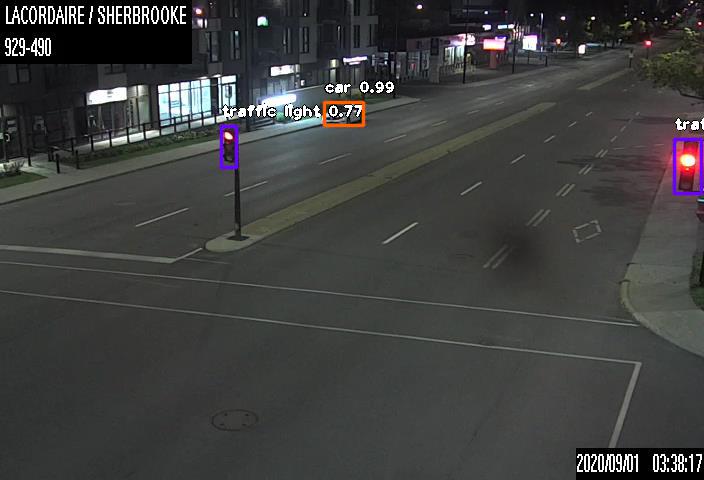 LACORDAIRE / SHERBROOKE
929-490
car 0.99
traffic light 0.77
traf
2020/09/01 03:38:17